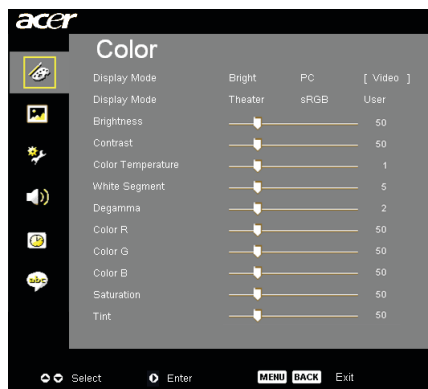 acer
Color
Display Mode Bright PC [ Video ]
Display Mode Theater sRGB User
Brightness 50
Contrast 50
Color Temperature 1
White Segment 5
Degamma 2
Color R 50
Color G 50
Color B 50
Saturation 50
Tint 50
abc
Select Enter MENU BACK Exit